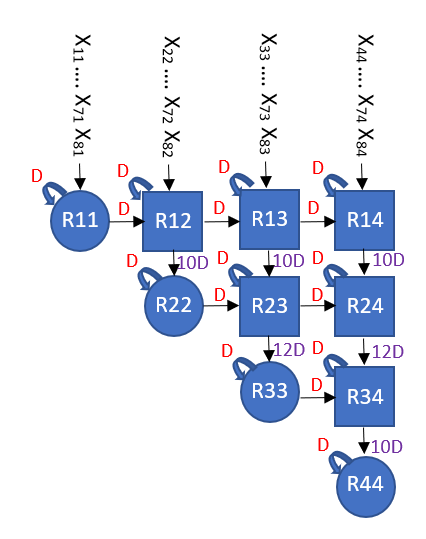 X₁₁ .... X₇₁ X₈₁
X₂₂ .... X₇₂ X₈₂
X₃₃ .... X₇₃ X₈₃
X₄₄ .... X₇₄ X₈₄
D D D D
R11 D R12 D R13 D R14
10D 10D 10D
D D D
R22 D R23 D R24
12D 12D
D D
R33 D R34
10D
D
R44